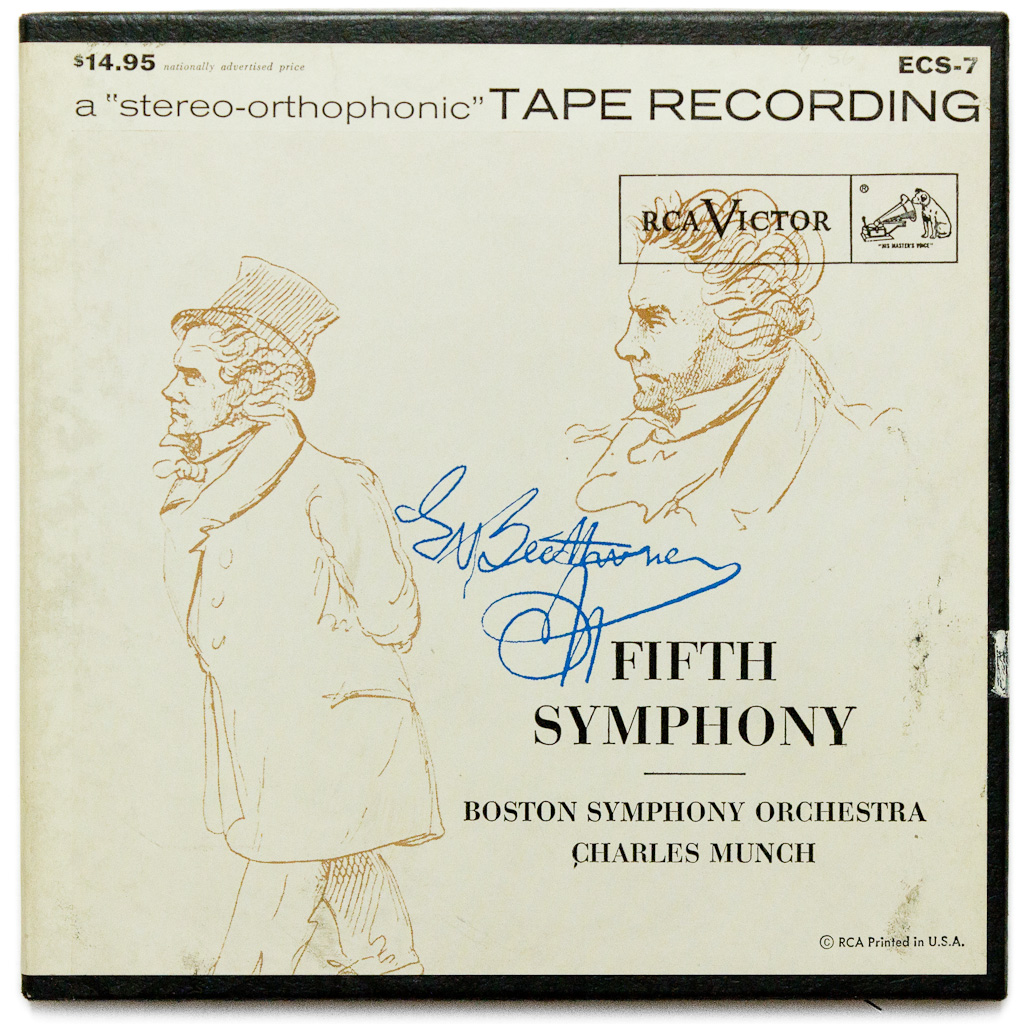 $14.95 nationally advertised price
ECS-7
a "stereo-orthophonic" TAPE RECORDING
RCA VICTOR
®
"HIS MASTER'S VOICE"
Beethoven
FIFTH
SYMPHONY
BOSTON SYMPHONY ORCHESTRA
CHARLES MUNCH
© RCA Printed in U.S.A.